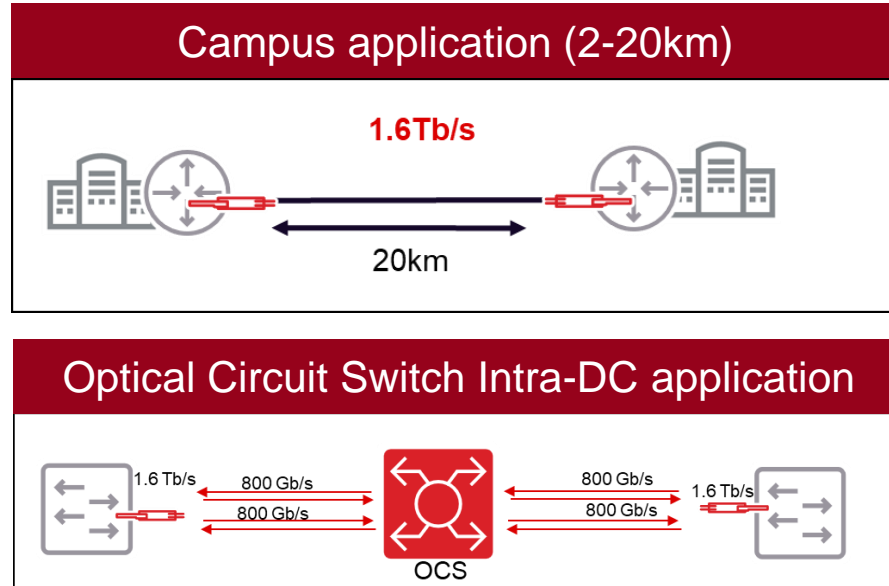 Campus application (2-20km)
1.6Tb/s
20km
Optical Circuit Switch Intra-DC application
1.6 Tb/s
800 Gb/s
800 Gb/s
800 Gb/s
800 Gb/s
1.6 Tb/s
OCS